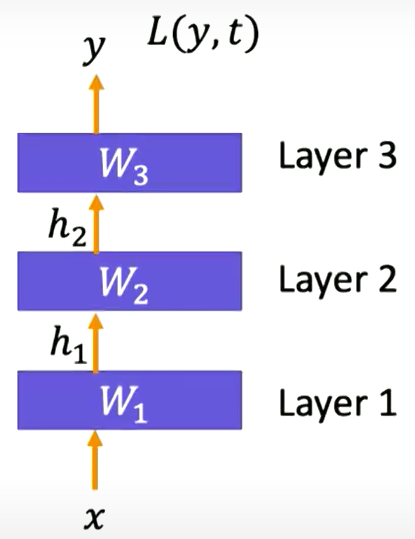 y L(y, t)
W₃ Layer 3
h₂
W₂ Layer 2
h₁
W₁ Layer 1
x